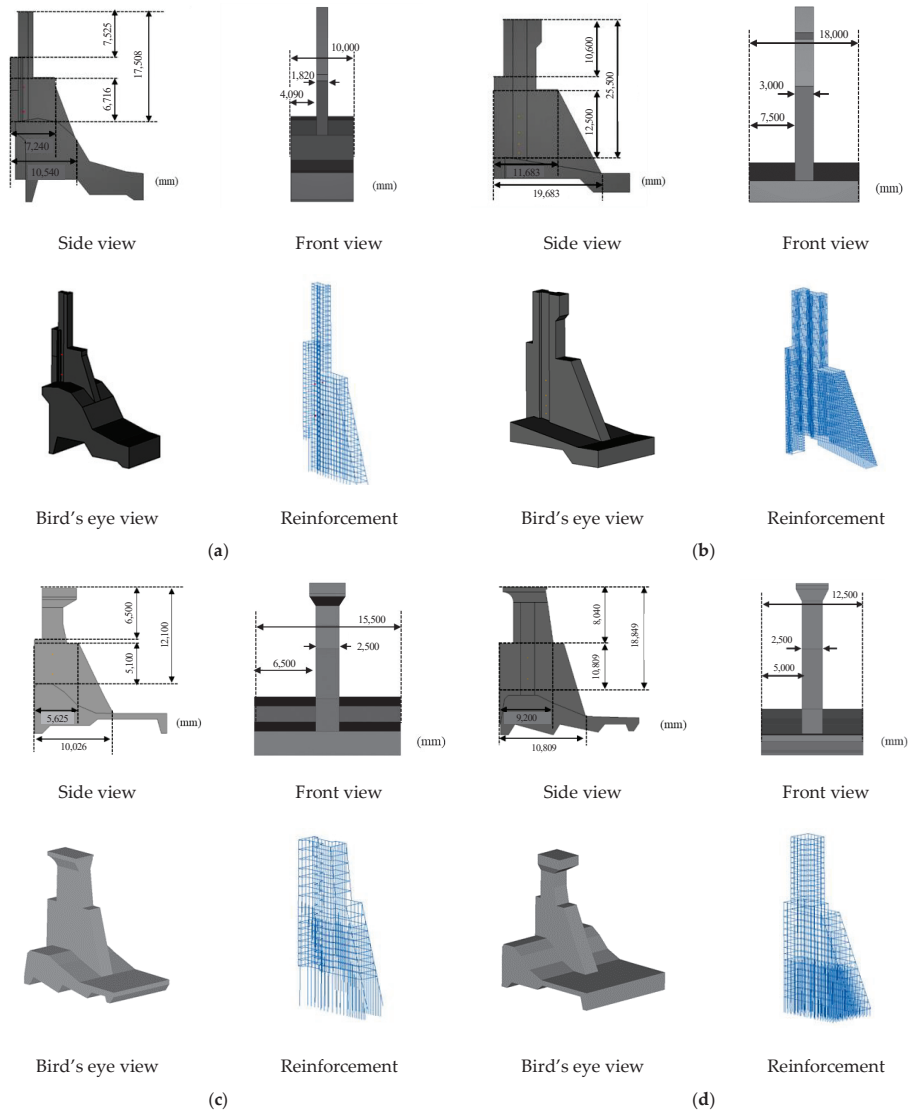 7,525
17,508
6,716
7,240
10,540
(mm)
10,000
1,820
4,090
(mm)
10,600
25,500
12,500
11,683
19,683
(mm)
18,000
3,000
7,500
(mm)
Side view
Front view
Side view
Front view
Bird's eye view
Reinforcement
Bird's eye view
Reinforcement
(a)
(b)
6,500
12,100
5,100
5,625
10,026
(mm)
15,500
2,500
6,500
(mm)
8,040
18,849
10,809
9,200
10,809
(mm)
12,500
2,500
5,000
(mm)
Side view
Front view
Side view
Front view
Bird's eye view
Reinforcement
Bird's eye view
Reinforcement
(c)
(d)